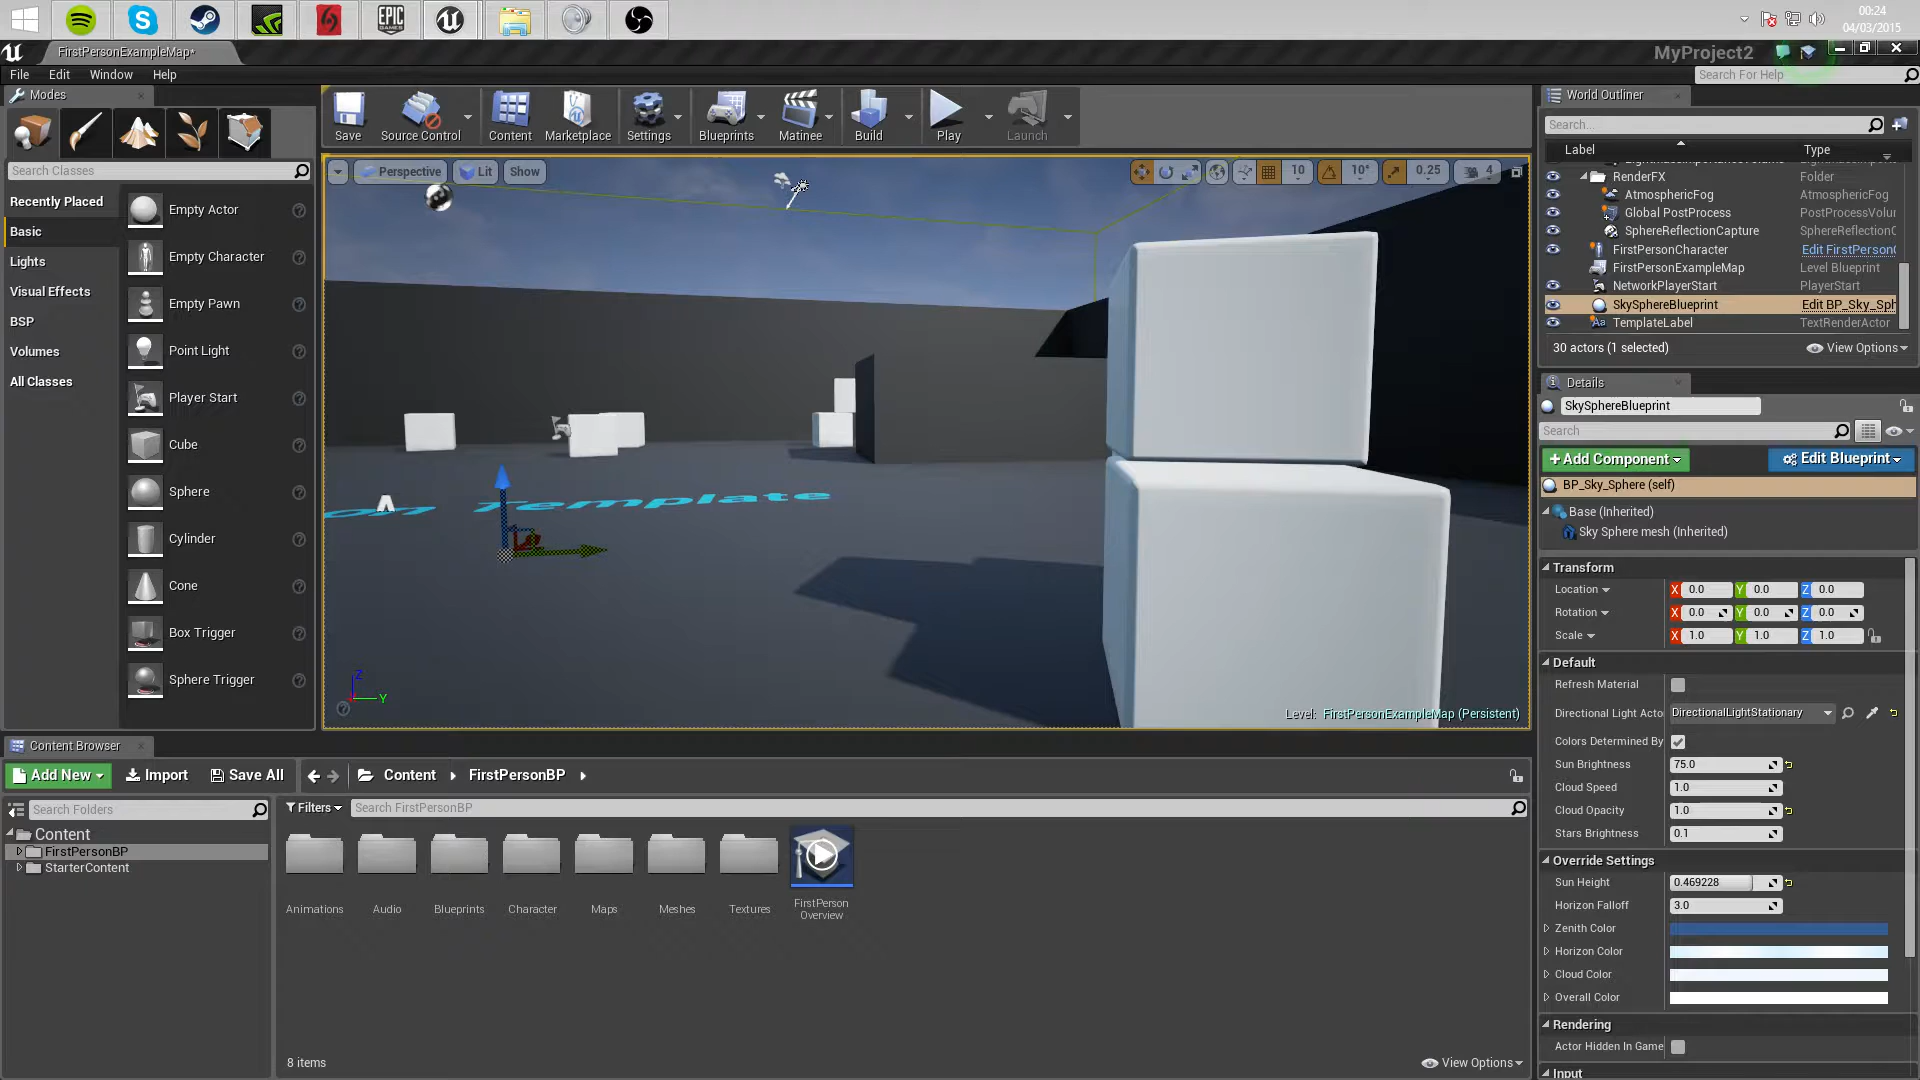 00:24
04/03/2015
FirstPersonExampleMap*
MyProject2
File Edit Window Help
Search For Help
Modes
Search Classes
Recently Placed
Basic
Lights
Visual Effects
BSP
Volumes
All Classes
Empty Actor
Empty Character
Empty Pawn
Point Light
Player Start
Cube
Sphere
Cylinder
Cone
Box Trigger
Sphere Trigger
Save
Source Control
Content
Marketplace
Settings
Blueprints
Matinee
Build
Play
Launch
Perspective
Lit
Show
10
10°
0.25
4
Template
Z
Y
Level: FirstPersonExampleMap (Persistent)
World Outliner
Search...
Label Type
RenderFX Folder
AtmosphericFog AtmosphericFog
Global PostProcess PostProcessVolu
SphereReflectionCapture SphereReflectionC
FirstPersonCharacter Edit FirstPersonC
FirstPersonExampleMap Level Blueprint
NetworkPlayerStart PlayerStart
SkySphereBlueprint Edit BP_Sky_Sph
TemplateLabel TextRenderActor
30 actors (1 selected)
View Options
Details
SkySphereBlueprint
Search
+Add Component
Edit Blueprint
BP_Sky_Sphere (self)
Base (Inherited)
Sky Sphere mesh (Inherited)
Transform
Location X 0.0 Y 0.0 Z 0.0
Rotation X 0.0 Y 0.0 Z 0.0
Scale X 1.0 Y 1.0 Z 1.0
Default
Refresh Material
Directional Light Acto DirectionalLightStationary
Colors Determined By
Sun Brightness 75.0
Cloud Speed 1.0
Cloud Opacity 1.0
Stars Brightness 0.1
Override Settings
Sun Height 0.469228
Horizon Falloff 3.0
Zenith Color
Horizon Color
Cloud Color
Overall Color
Rendering
Actor Hidden In Game
Input
Content Browser
Add New
Import
Save All
Content
FirstPersonBP
Search Folders
Content
FirstPersonBP
StarterContent
Filters
Search FirstPersonBP
Animations
Audio
Blueprints
Character
Maps
Meshes
Textures
FirstPerson
Overview
8 items
View Options
EPIC
GAMES